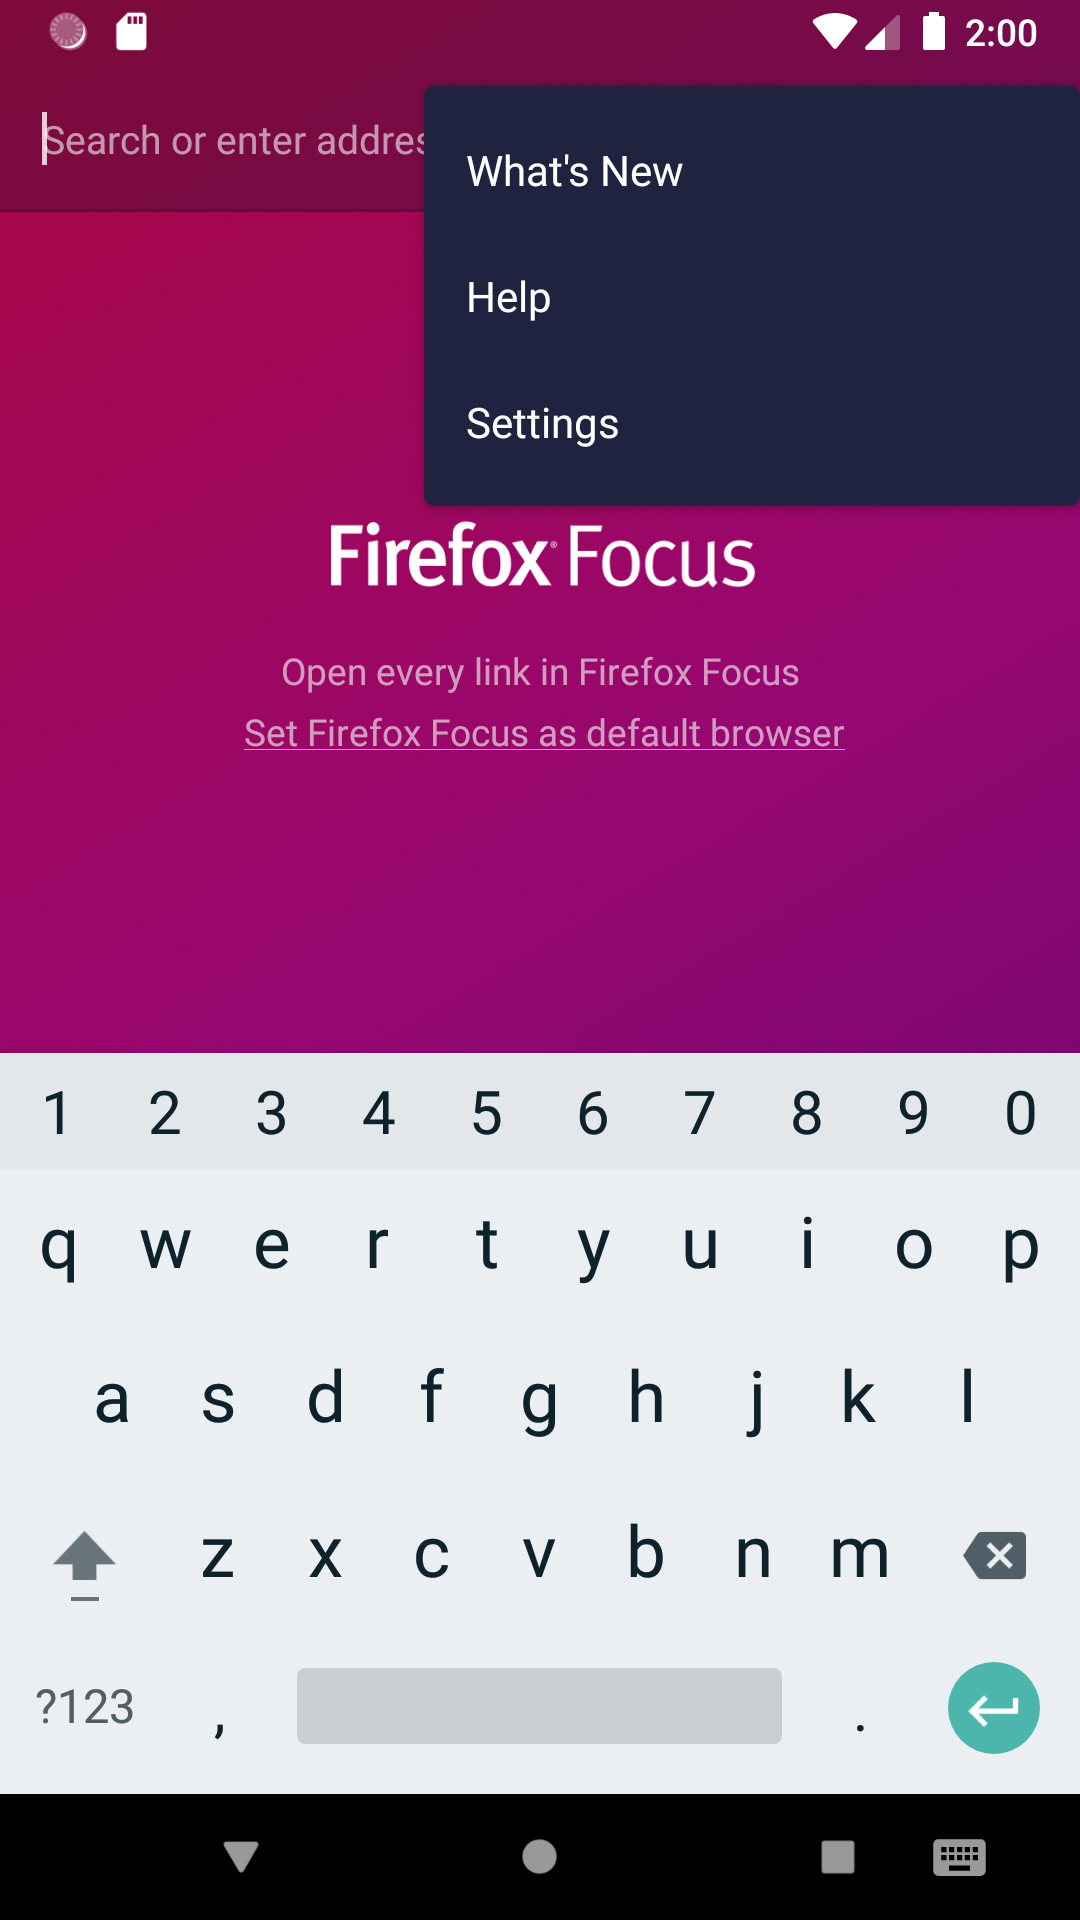 2:00
Search or enter addres
What's New
Help
Settings
Firefox Focus
Open every link in Firefox Focus
Set Firefox Focus as default browser
1 2 3 4 5 6 7 8 9 0
q w e r t y u i o p
a s d f g h j k l
z x c v b n m
?123 , .